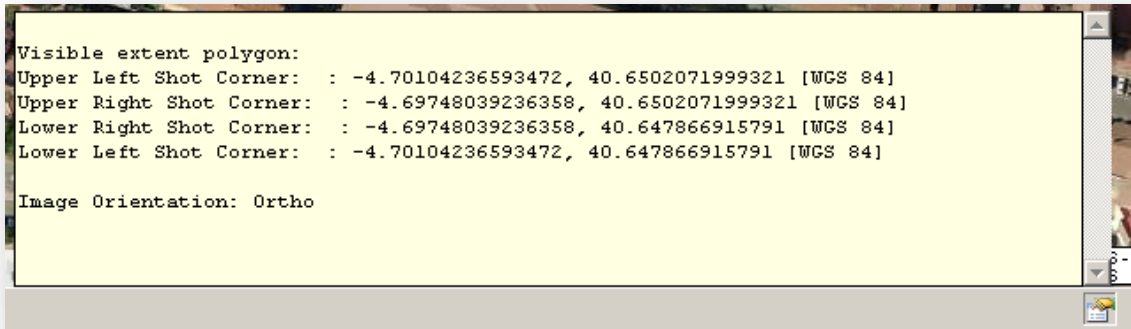 Visible extent polygon:
Upper Left Shot Corner:  : -4.70104236593472, 40.6502071999321 [WGS 84]
Upper Right Shot Corner:  : -4.69748039236358, 40.6502071999321 [WGS 84]
Lower Right Shot Corner:  : -4.69748039236358, 40.647866915791 [WGS 84]
Lower Left Shot Corner:  : -4.70104236593472, 40.647866915791 [WGS 84]
Image Orientation: Ortho